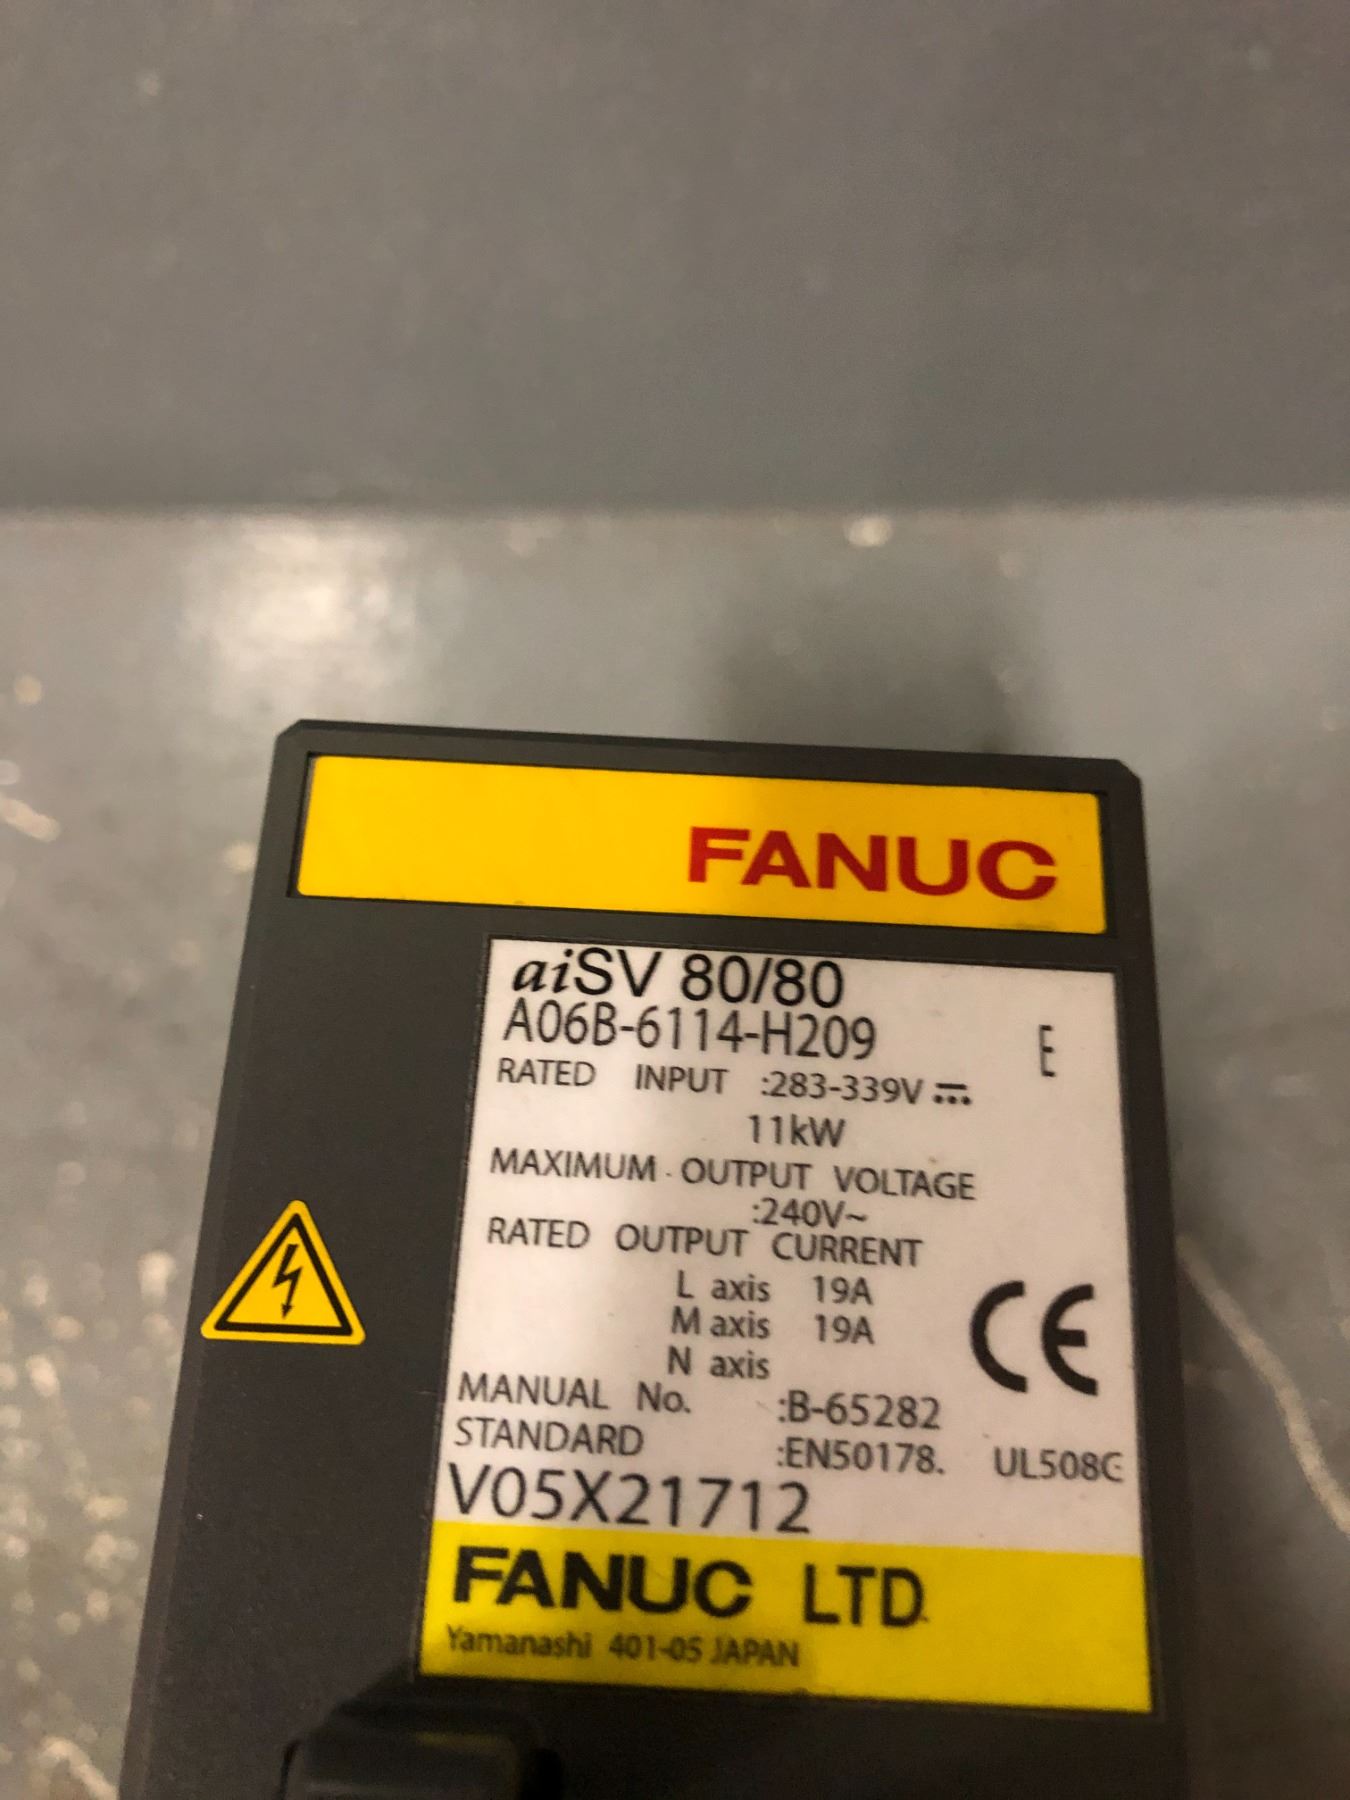 FANUC
aiSV 80/80
A06B-6114-H209 E
RATED INPUT :283-339V
11kW
MAXIMUM OUTPUT VOLTAGE
:240V~
RATED OUTPUT CURRENT
L axis 19A
M axis 19A
N axis
CE
MANUAL No. :B-65282
STANDARD :EN50178. UL508C
V05X21712
FANUC LTD
Yamanashi 401-05 JAPAN